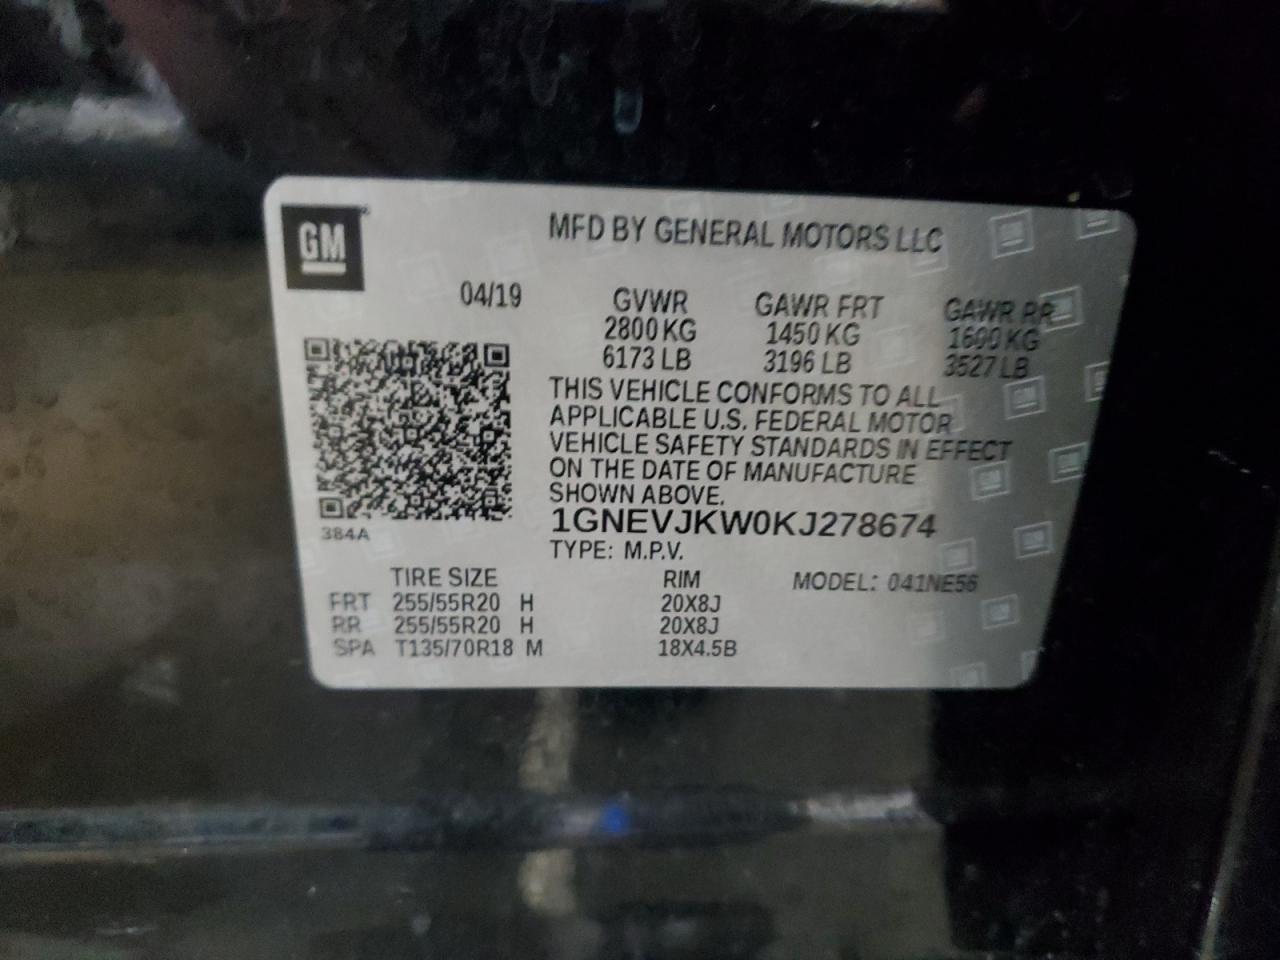 GM
MFD BY GENERAL MOTORS LLC
04/19 GVWR GAWR FRT GAWR RR
2800 KG 1450 KG 1600 KG
6173 LB 3196 LB 3527 LB
THIS VEHICLE CONFORMS TO ALL
APPLICABLE U.S. FEDERAL MOTOR
VEHICLE SAFETY STANDARDS IN EFFECT
ON THE DATE OF MANUFACTURE
SHOWN ABOVE.
1GNEVJKW0KJ278674
384A
TYPE: M.P.V.
TIRE SIZE RIM MODEL: 041NE56
FRT 255/55R20 H 20X8J
RR 255/55R20 H 20X8J
SPA T135/70R18 M 18X4.5B